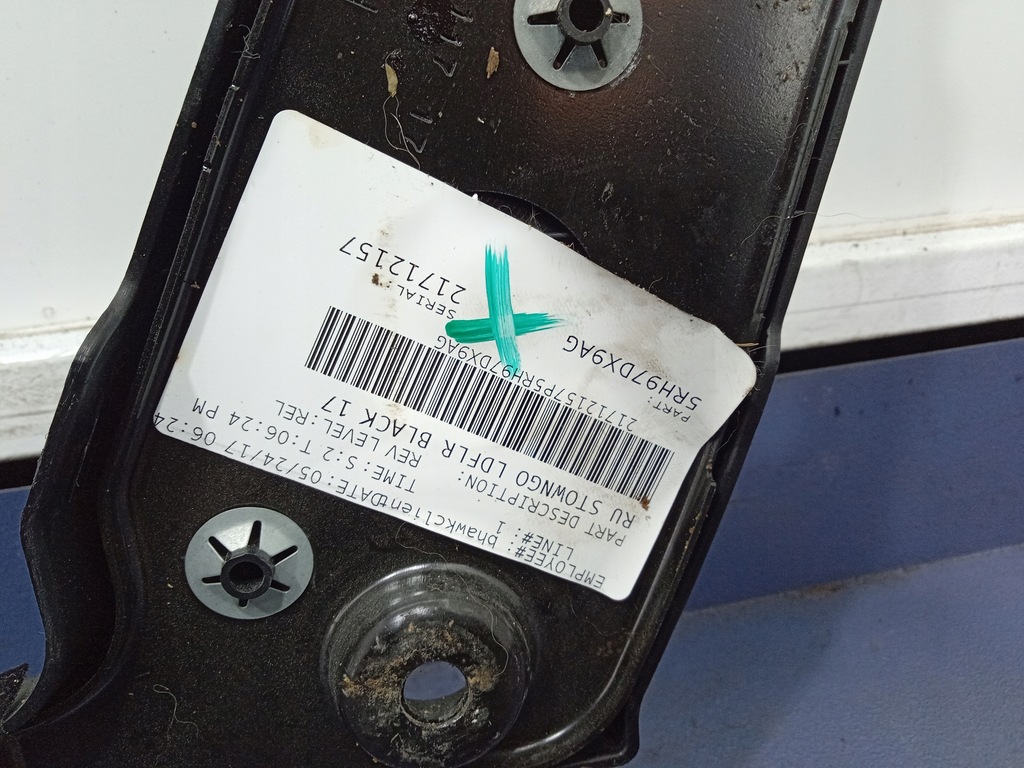 EMPLOYEE#: bhawkclientDATE: 05/24/17 06:24
LINE#: 1 TIME: S:2 T:06:24 PM
PART DESCRIPTION: REV LEVEL:REL
RU STOWNGO LDFLR BLACK 17
21712157P5RH97DX9AG
PART: SERIAL:
5RH97DX9AG 21712157